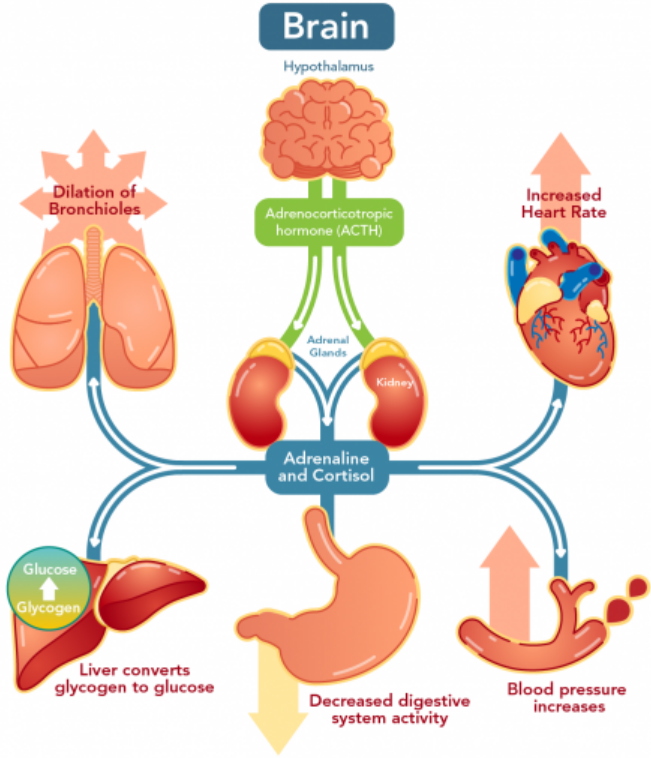 Brain
Hypothalamus
Dilation of
Bronchioles
Adrenocorticotropic
hormone (ACTH)
Increased
Heart Rate
Adrenal
Glands
Kidney
Adrenaline
and Cortisol
Glucose
Glycogen
Liver converts
glycogen to glucose
Decreased digestive
system activity
Blood pressure
increases